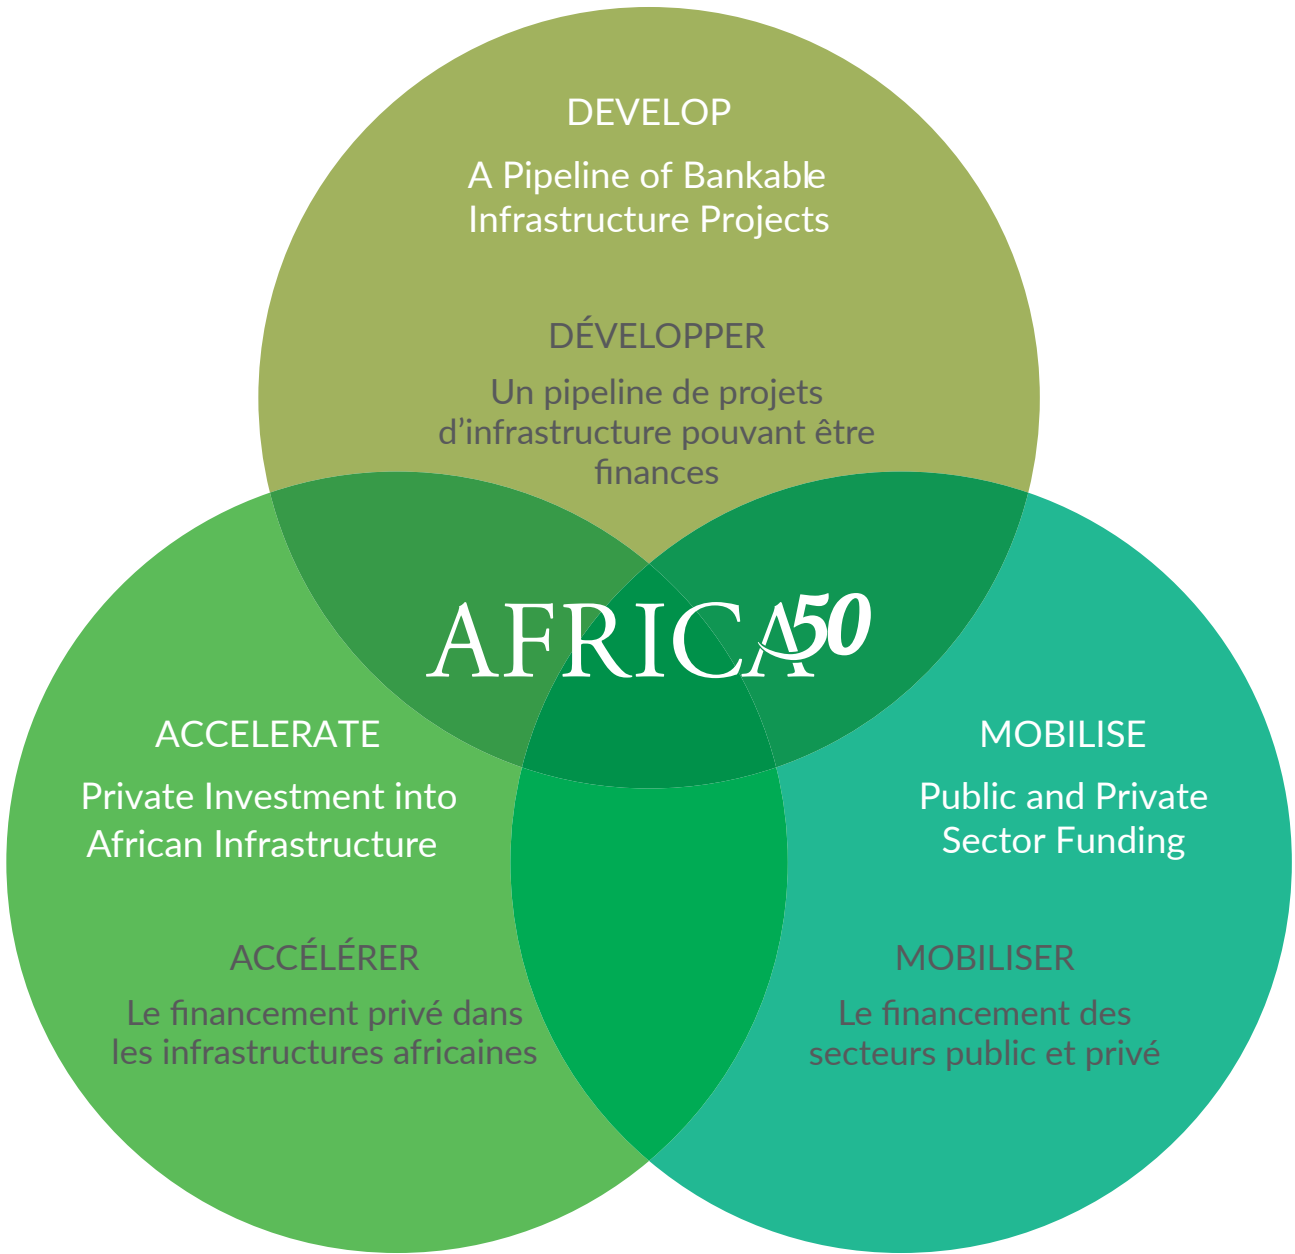 DEVELOP
A Pipeline of Bankable
Infrastructure Projects
DÉVELOPPER
Un pipeline de projets
d’infrastructure pouvant être
finances
AFRICA50
ACCELERATE
Private Investment into
African Infrastructure
ACCÉLÉRER
Le financement privé dans
les infrastructures africaines
MOBILISE
Public and Private
Sector Funding
MOBILISER
Le financement des
secteurs public et privé